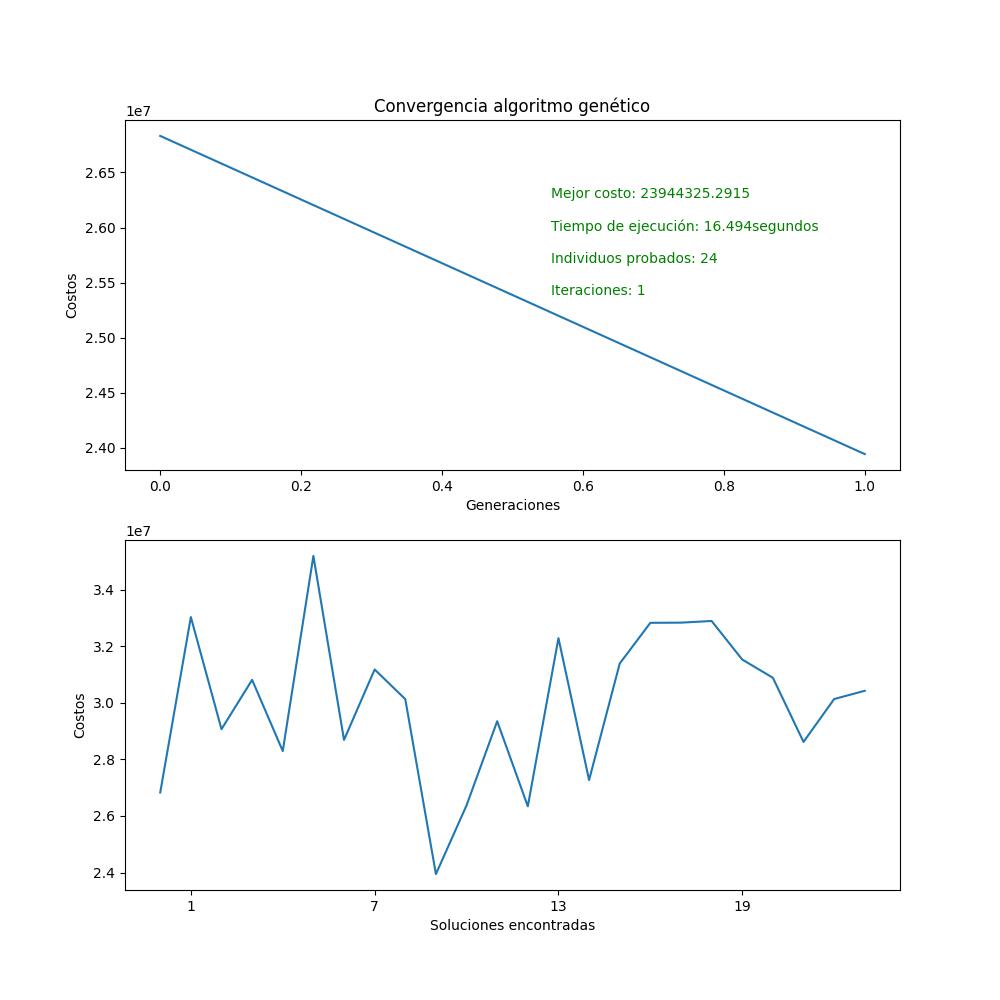 Convergencia algoritmo genético
1e7
2.65
2.60
2.55
2.50
2.45
2.40
Costos
Mejor costo: 23944325.2915
Tiempo de ejecución: 16.494segundos
Individuos probados: 24
Iteraciones: 1
0.0 0.2 0.4 0.6 0.8 1.0
Generaciones
1e7
3.4
3.2
3.0
2.8
2.6
2.4
Costos
1 7 13 19
Soluciones encontradas